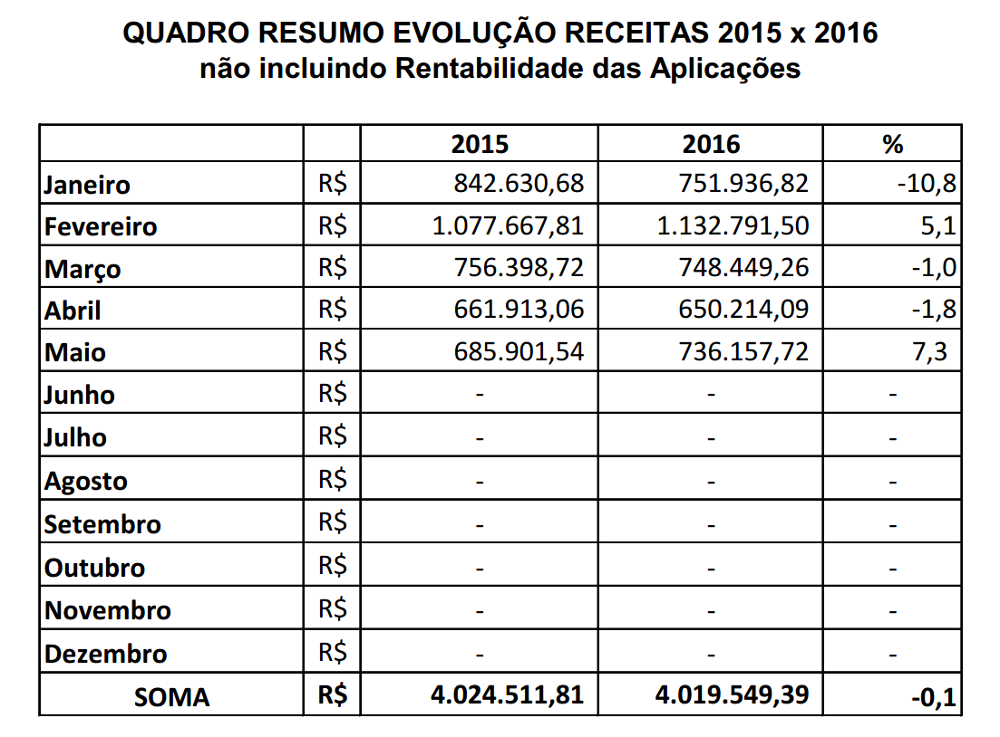 QUADRO RESUMO EVOLUÇÃO RECEITAS 2015 x 2016
não incluindo Rentabilidade das Aplicações
2015 2016 %
Janeiro R$ 842.630,68 751.936,82 -10,8
Fevereiro R$ 1.077.667,81 1.132.791,50 5,1
Março R$ 756.398,72 748.449,26 -1,0
Abril R$ 661.913,06 650.214,09 -1,8
Maio R$ 685.901,54 736.157,72 7,3
Junho R$ - - -
Julho R$ - - -
Agosto R$ - - -
Setembro R$ - - -
Outubro R$ - - -
Novembro R$ - - -
Dezembro R$ - - -
SOMA R$ 4.024.511,81 4.019.549,39 -0,1